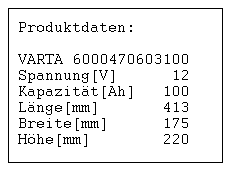 Produktdaten:
VARTA 6000470603100
Spannung[V] 12
Kapazität[Ah] 100
Länge[mm] 413
Breite[mm] 175
Höhe[mm] 220